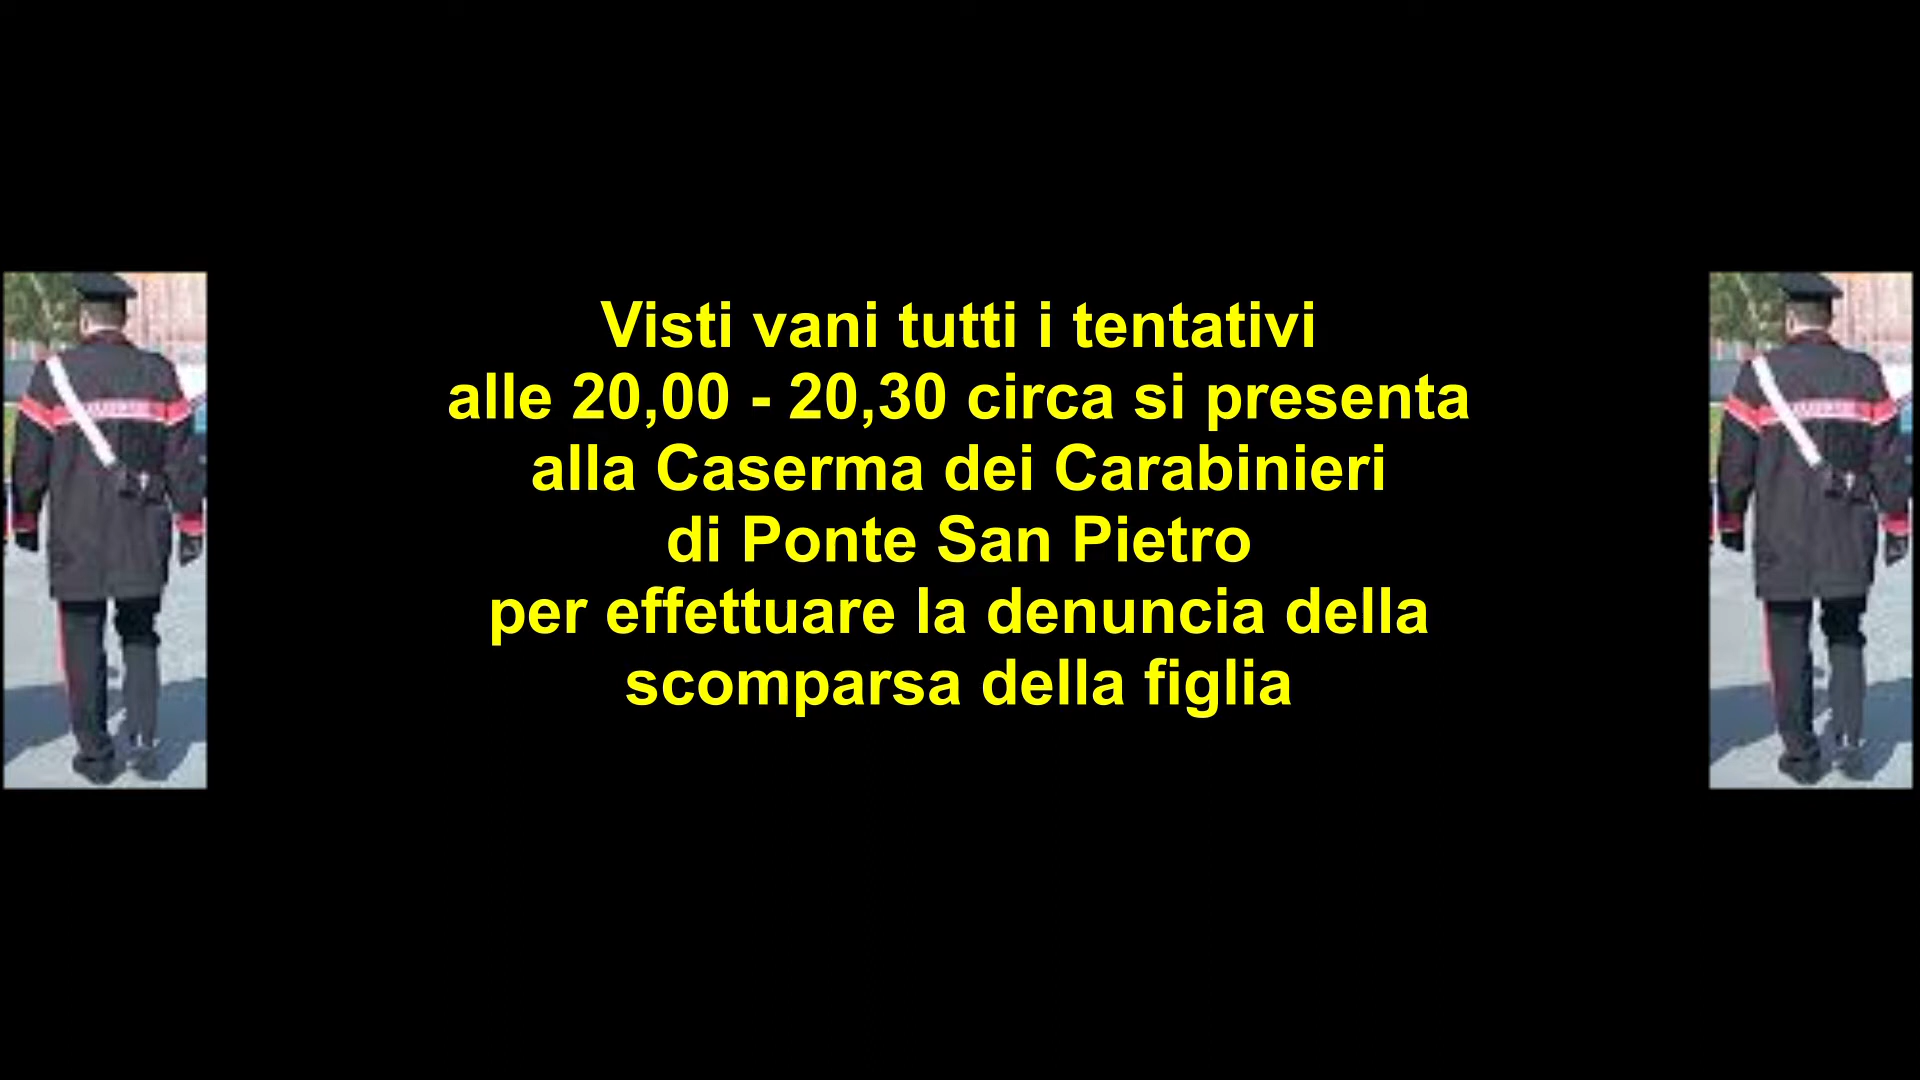 Visti vani tutti i tentativi
alle 20,00 - 20,30 circa si presenta
alla Caserma dei Carabinieri
di Ponte San Pietro
per effettuare la denuncia della
scomparsa della figlia